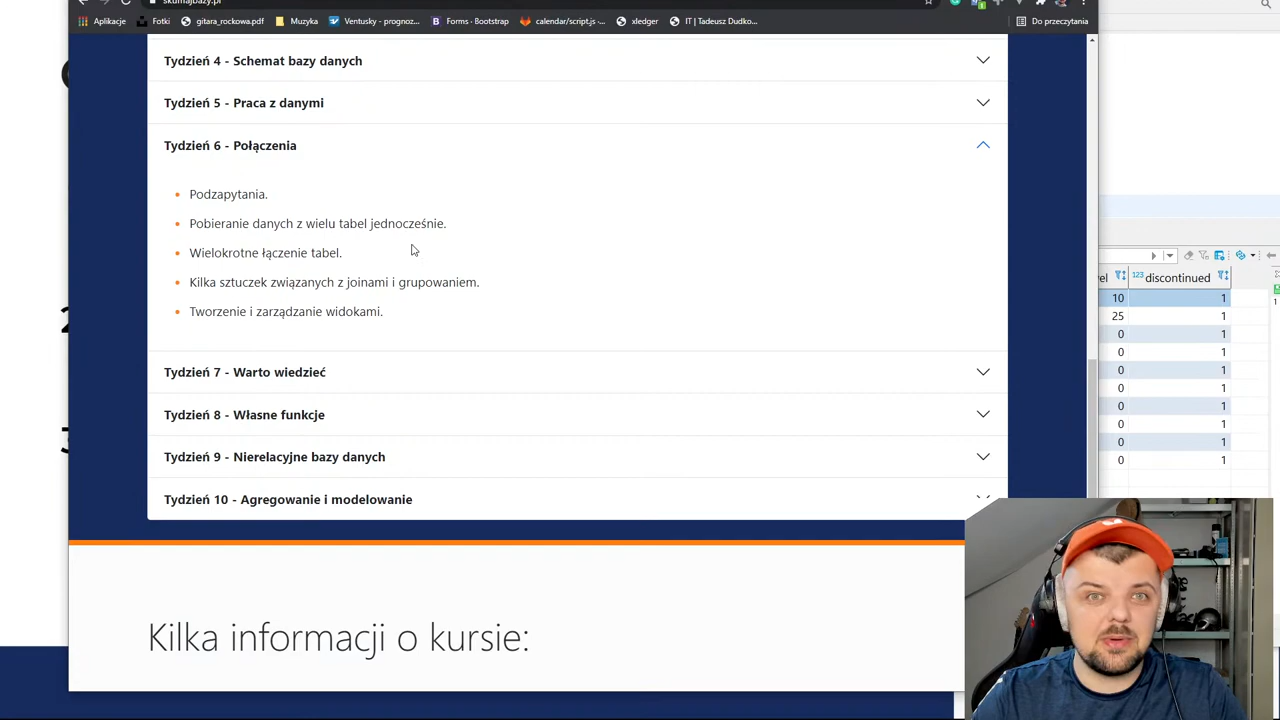 Aplikacje Fotki gitara_rockowa.pdf Muzyka Ventusky - prognoz... Forms · Bootstrap calendar/script.js ·... xledger IT | Tadeusz Dudko... Do przeczytania
Tydzień 4 - Schemat bazy danych
Tydzień 5 - Praca z danymi
Tydzień 6 - Połączenia
Podzapytania.
Pobieranie danych z wielu tabel jednocześnie.
Wielokrotne łączenie tabel.
Kilka sztuczek związanych z joinami i grupowaniem.
Tworzenie i zarządzanie widokami.
Tydzień 7 - Warto wiedzieć
Tydzień 8 - Własne funkcje
Tydzień 9 - Nierelacyjne bazy danych
Tydzień 10 - Agregowanie i modelowanie
Kilka informacji o kursie:
123 discontinued
10 1
25 1
0 1
0 1
0 1
0 1
0 1
0 1
0 1
0 1